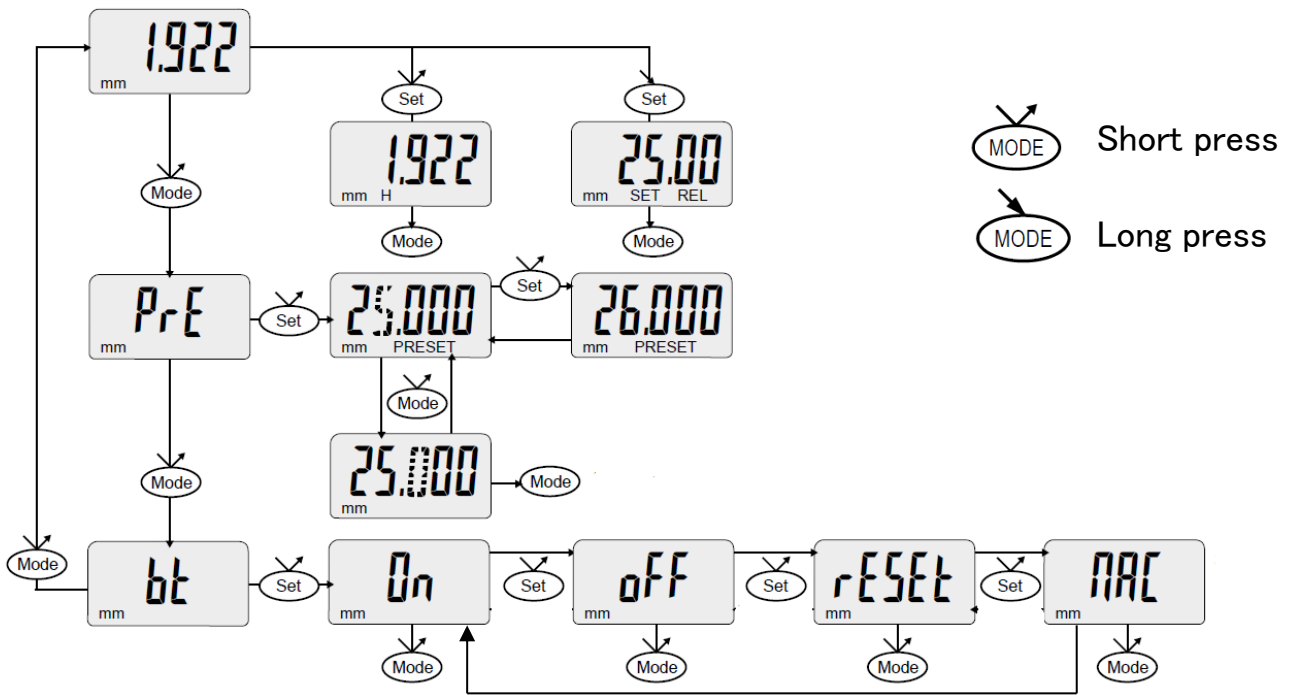 1.922
mm
Set
Set
1.922
mm H
25.00
mm SET REL
MODE Short press
Mode
Mode
Mode
MODE Long press
PrE
mm
Set
25.000
mm PRESET
Set
26.000
mm PRESET
Mode
25.000
mm
Mode
Mode
Mode
bt
mm
Set
On
mm
Set
oFF
mm
Set
rESEt
mm
Set
MAC
mm
Mode
Mode
Mode
Mode